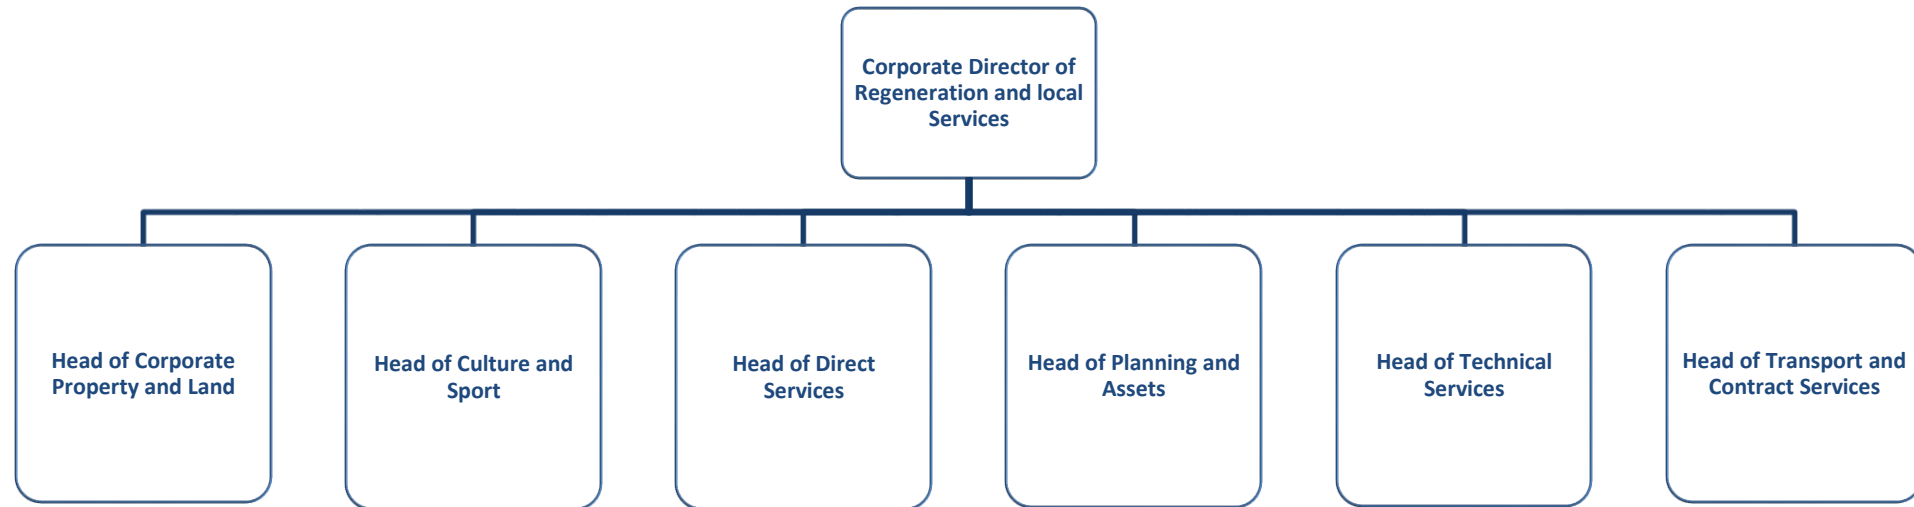 Corporate Director of
Regeneration and local
Services
Head of Corporate
Property and Land
Head of Culture and
Sport
Head of Direct
Services
Head of Planning and
Assets
Head of Technical
Services
Head of Transport and
Contract Services